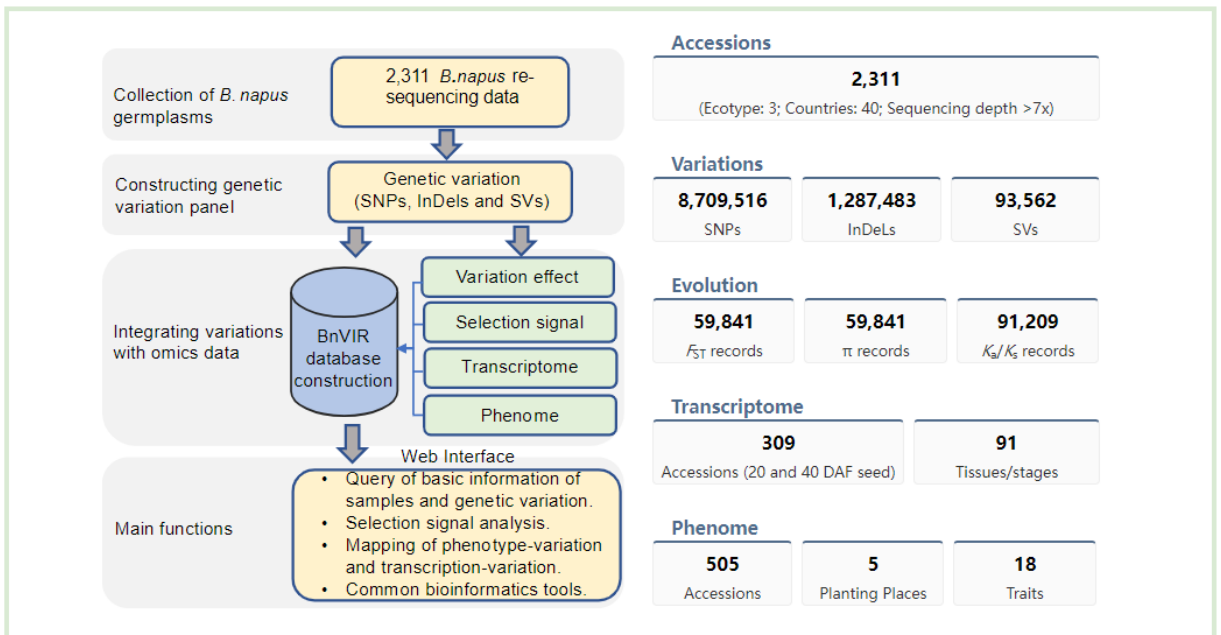 Collection of B. napus
germplasms
2,311 B.napus re-
sequencing data
Constructing genetic
variation panel
Genetic variation
(SNPs, InDels and SVs)
Integrating variations
with omics data
BnVIR
database
construction
Variation effect
Selection signal
Transcriptome
Phenome
Main functions
Web Interface
• Query of basic information of
samples and genetic variation.
• Selection signal analysis.
• Mapping of phenotype-variation
and transcription-variation.
• Common bioinformatics tools.
Accessions
2,311
(Ecotype: 3; Countries: 40; Sequencing depth >7x)
Variations
8,709,516
SNPs
1,287,483
InDeLs
93,562
SVs
Evolution
59,841
FST records
59,841
π records
91,209
Ka/Ks records
Transcriptome
309
Accessions (20 and 40 DAF seed)
91
Tissues/stages
Phenome
505
Accessions
5
Planting Places
18
Traits